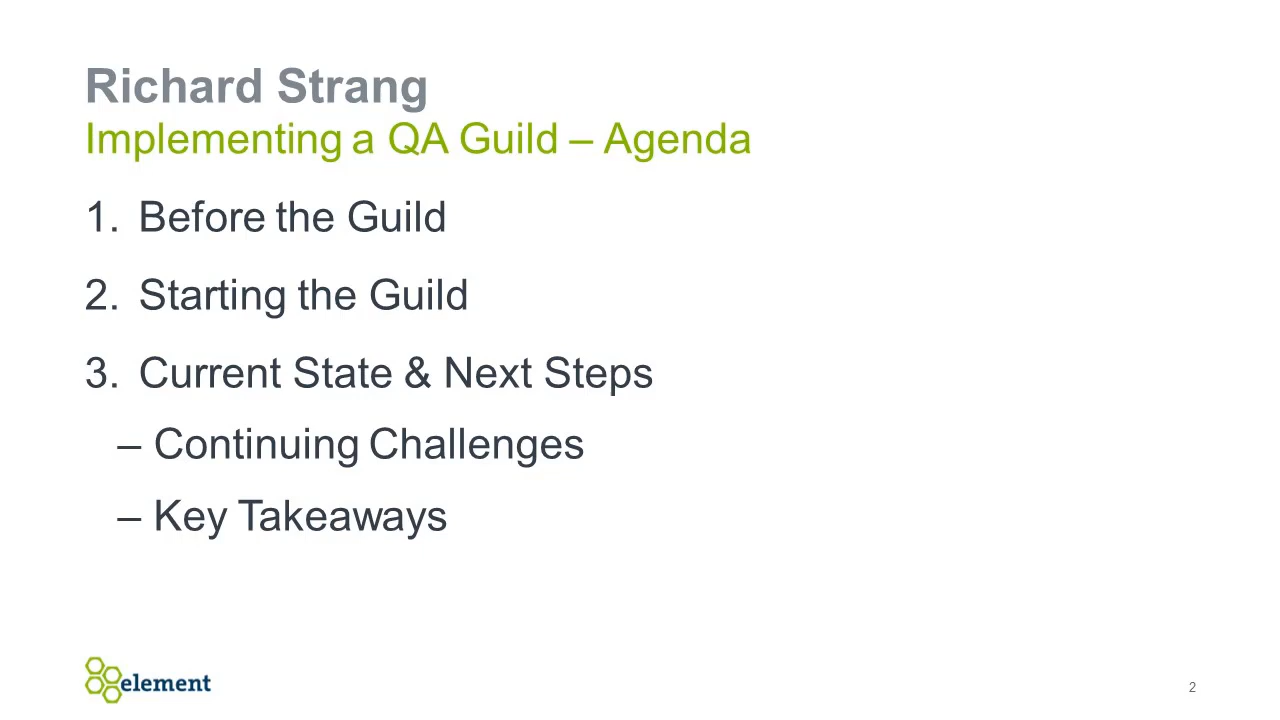 Richard Strang
Implementing a QA Guild – Agenda
1. Before the Guild
2. Starting the Guild
3. Current State & Next Steps
– Continuing Challenges
– Key Takeaways
element
2